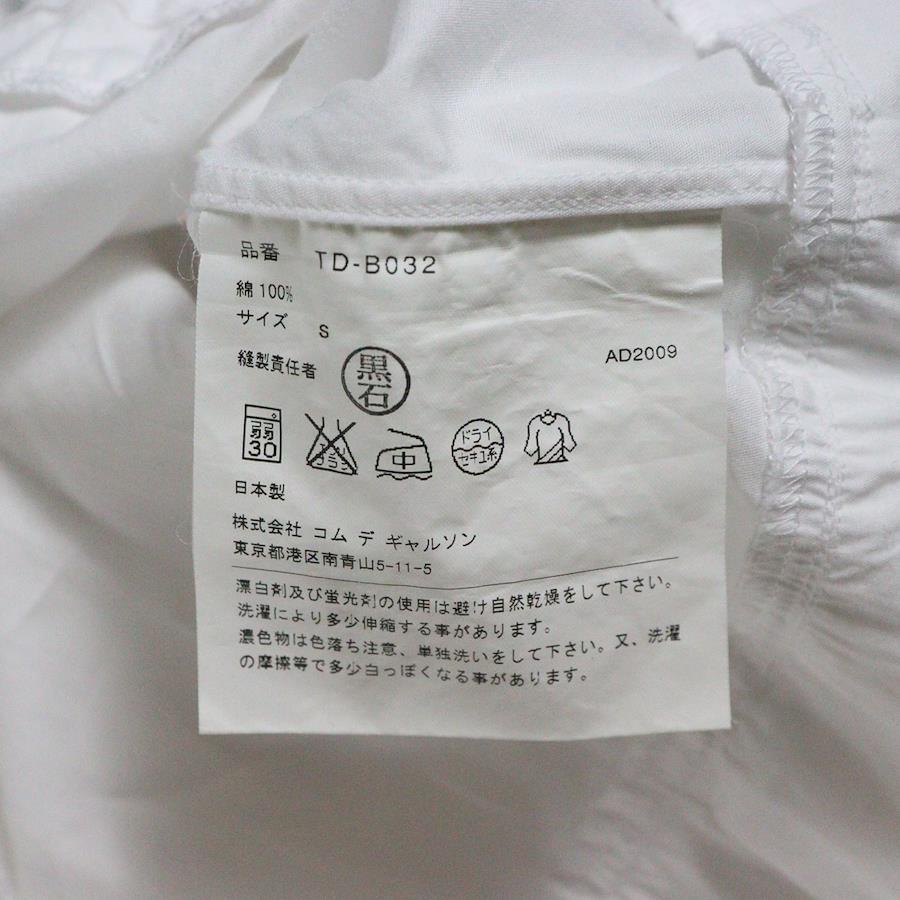 品番 TD-B032
綿 100%
サイズ S
縫製責任者 黒石 AD2009
弱 30 エンソ サラシ 中 ドライ セキユ系
日本製
株式会社 コム デ ギャルソン
東京都港区南青山5-11-5
漂白剤及び蛍光剤の使用は避け自然乾燥をして下さい。
洗濯により多少伸縮する事があります。
濃色物は色落ち注意、単独洗いをして下さい。又、洗濯
の摩擦等で多少白っぽくなる事があります。